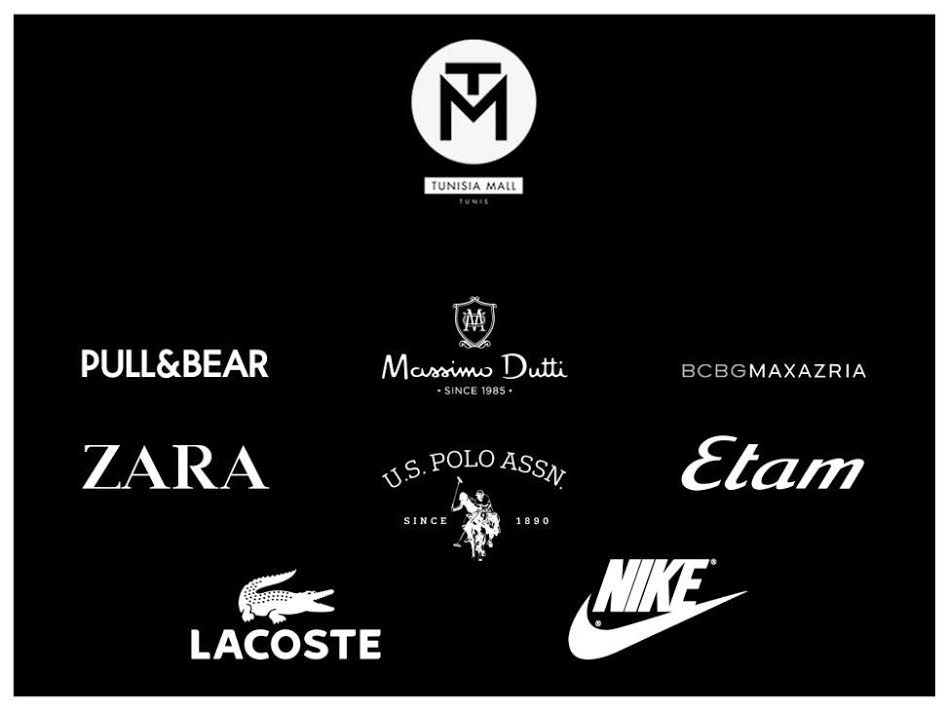 TM
TUNISIA MALL
TUNIS
PULL&BEAR
M
Massimo Dutti
• SINCE 1985 •
BCBGMAXAZRIA
ZARA
U.S. POLO ASSN.
SINCE 1890
Etam
LACOSTE
NIKE®
®